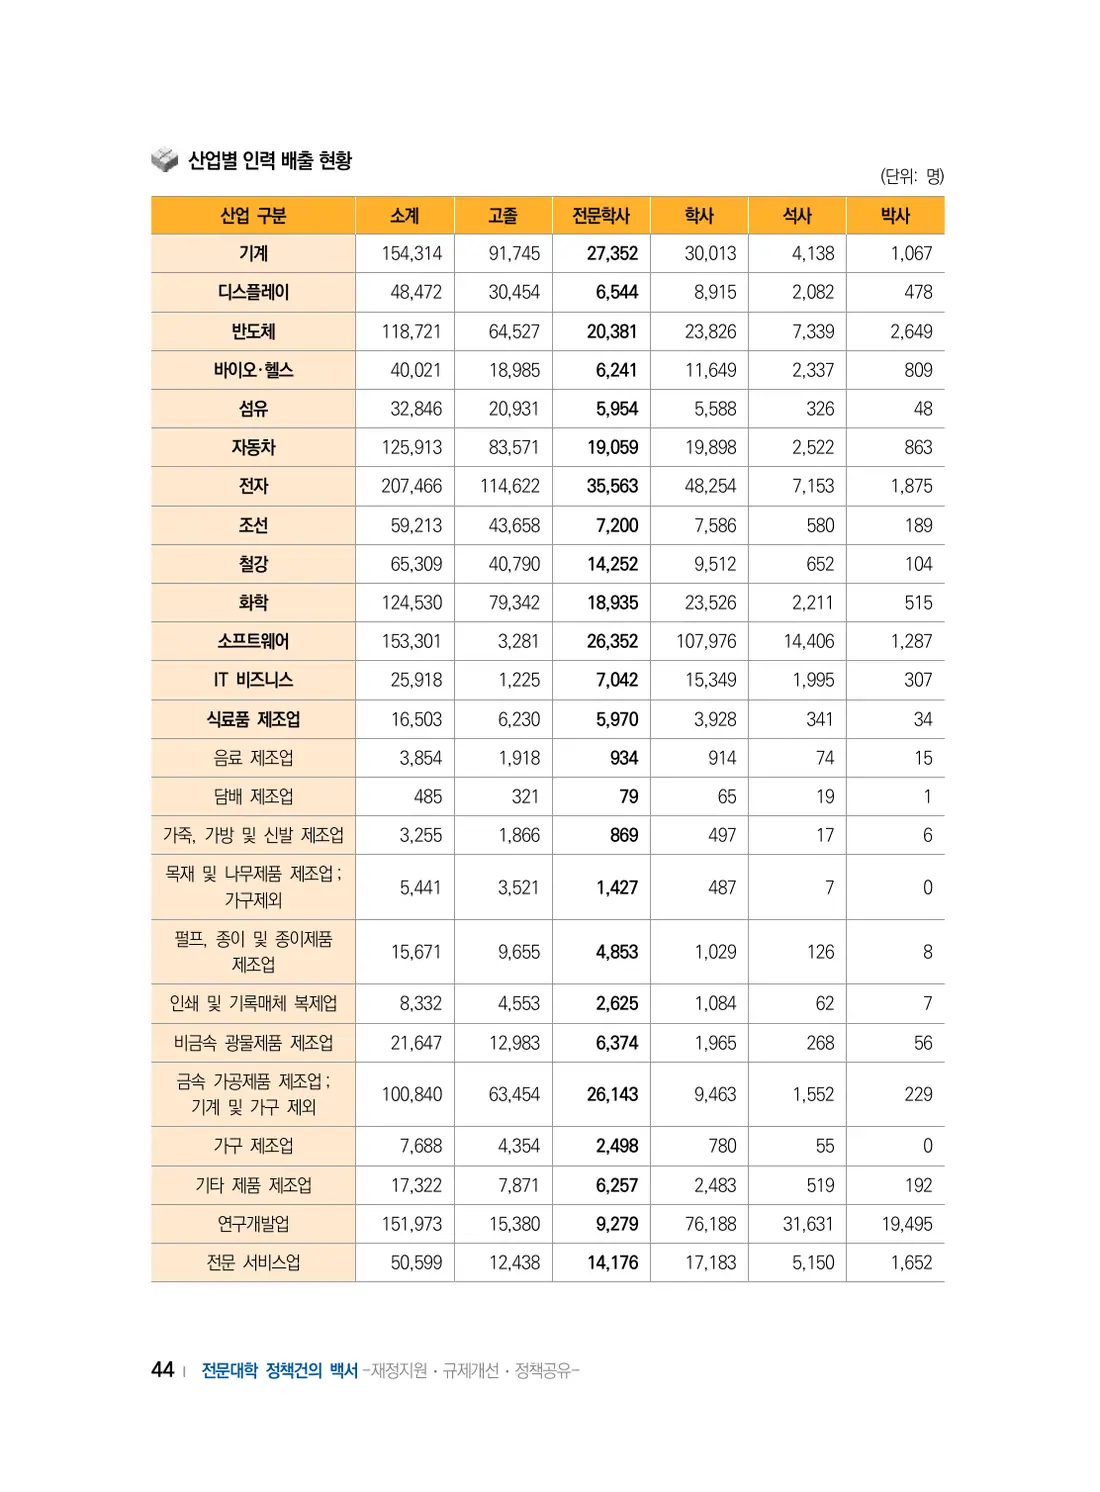 산업별 인력 배출 현황
(단위: 명)
산업 구분 소계 고졸 전문학사 학사 석사 박사
기계 154,314 91,745 27,352 30,013 4,138 1,067
디스플레이 48,472 30,454 6,544 8,915 2,082 478
반도체 118,721 64,527 20,381 23,826 7,339 2,649
바이오·헬스 40,021 18,985 6,241 11,649 2,337 809
섬유 32,846 20,931 5,954 5,588 326 48
자동차 125,913 83,571 19,059 19,898 2,522 863
전자 207,466 114,622 35,563 48,254 7,153 1,875
조선 59,213 43,658 7,200 7,586 580 189
철강 65,309 40,790 14,252 9,512 652 104
화학 124,530 79,342 18,935 23,526 2,211 515
소프트웨어 153,301 3,281 26,352 107,976 14,406 1,287
IT 비즈니스 25,918 1,225 7,042 15,349 1,995 307
식료품 제조업 16,503 6,230 5,970 3,928 341 34
음료 제조업 3,854 1,918 934 914 74 15
담배 제조업 485 321 79 65 19 1
가죽, 가방 및 신발 제조업 3,255 1,866 869 497 17 6
목재 및 나무제품 제조업;
가구제외 5,441 3,521 1,427 487 7 0
펄프, 종이 및 종이제품
제조업 15,671 9,655 4,853 1,029 126 8
인쇄 및 기록매체 복제업 8,332 4,553 2,625 1,084 62 7
비금속 광물제품 제조업 21,647 12,983 6,374 1,965 268 56
금속 가공제품 제조업;
기계 및 가구 제외 100,840 63,454 26,143 9,463 1,552 229
가구 제조업 7,688 4,354 2,498 780 55 0
기타 제품 제조업 17,322 7,871 6,257 2,483 519 192
연구개발업 151,973 15,380 9,279 76,188 31,631 19,495
전문 서비스업 50,599 12,438 14,176 17,183 5,150 1,652
44 | 전문대학 정책건의 백서 -재정지원·규제개선·정책공유-